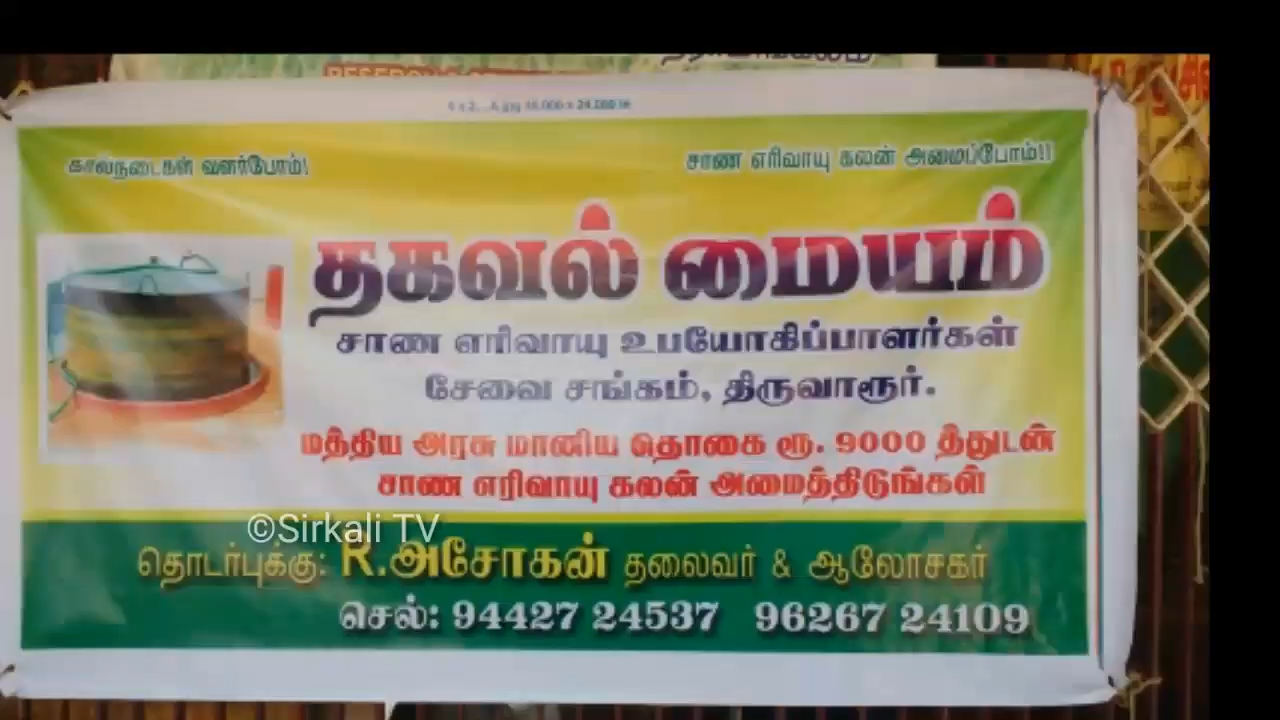 கால்நடைகள் வளர்போம்!
சாண எரிவாயு கலன் அமைப்போம்!!
தகவல் மையம்
சாண எரிவாயு உபயோகிப்பாளர்கள்
சேவை சங்கம், திருவாரூர்.
மத்திய அரசு மானிய தொகை ரூ. 9000 த்துடன்
சாண எரிவாயு கலன் அமைத்திடுங்கள்
©Sirkali TV
தொடர்புக்கு: R.அசோகன் தலைவர் & ஆலோசகர்
செல்: 94427 24537 96267 24109